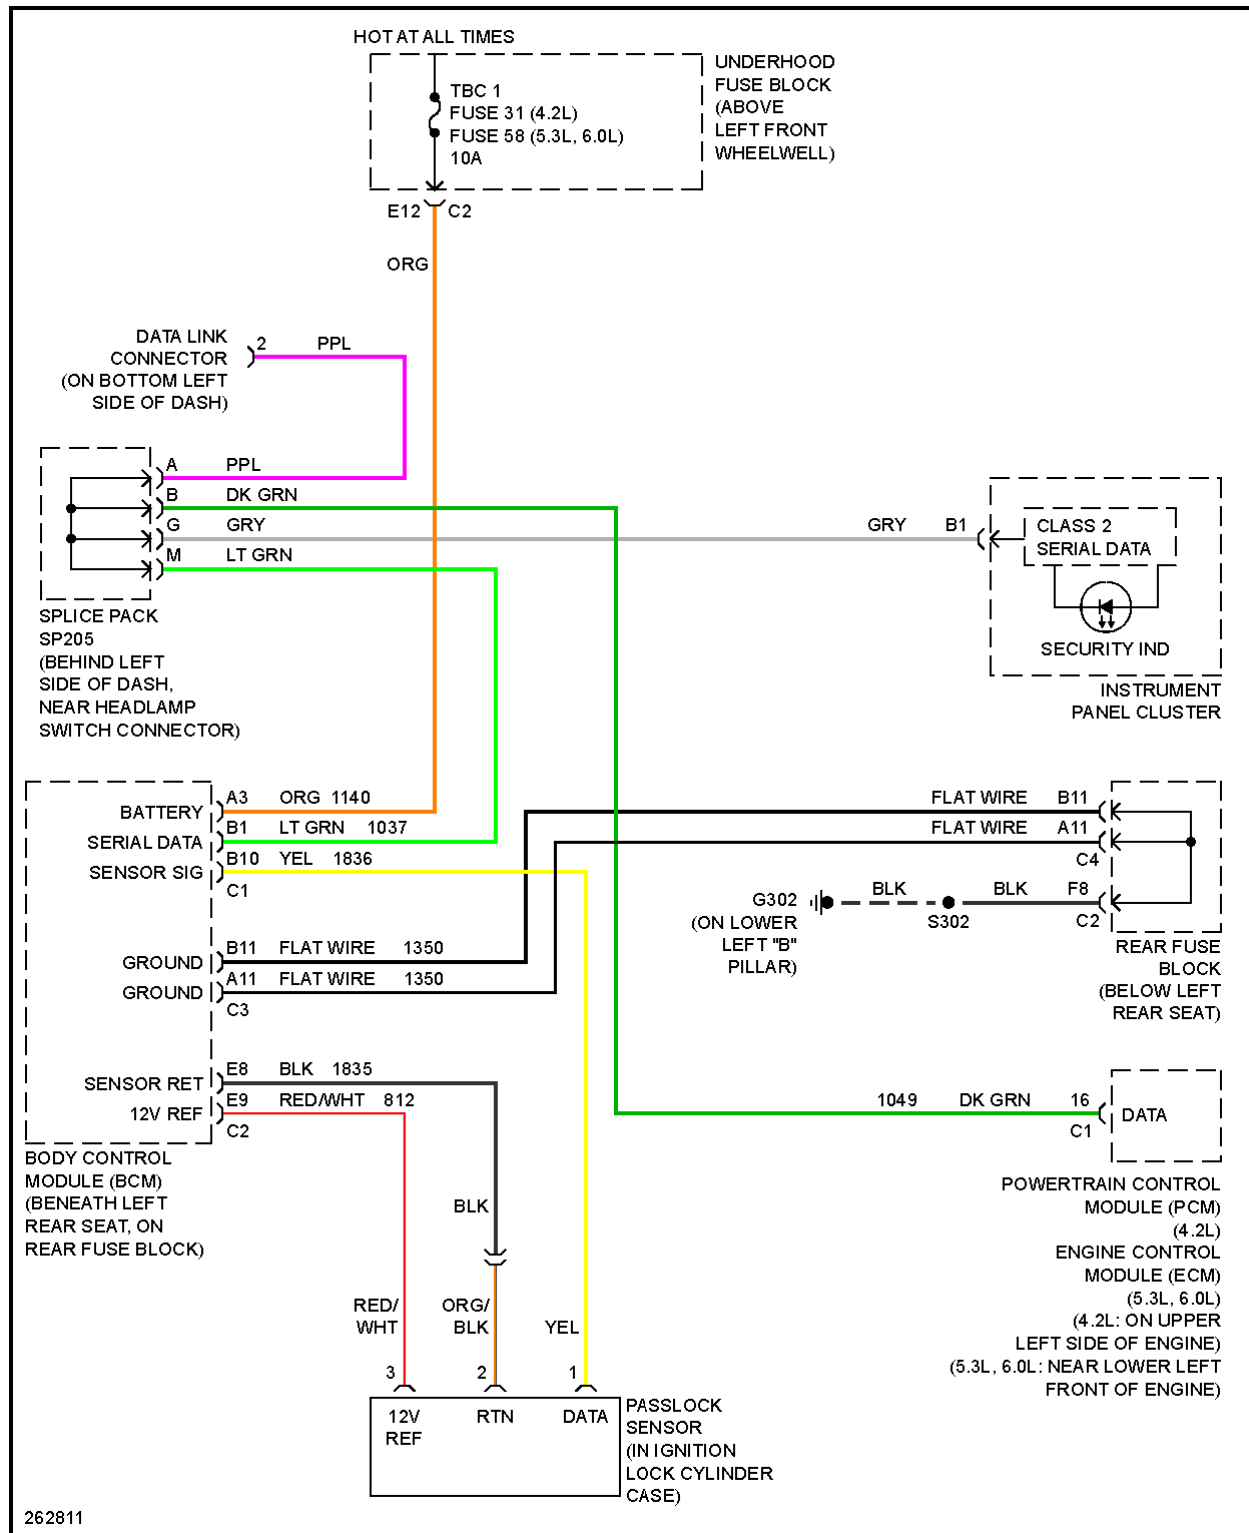 HOT AT ALL TIMES
TBC 1
FUSE 31 (4.2L)
FUSE 58 (5.3L, 6.0L)
10A
UNDERHOOD
FUSE BLOCK
(ABOVE
LEFT FRONT
WHEELWELL)
E12 C2
ORG
DATA LINK
CONNECTOR
(ON BOTTOM LEFT
SIDE OF DASH)
2 PPL
A PPL
B DK GRN
G GRY
M LT GRN
SPLICE PACK
SP205
(BEHIND LEFT
SIDE OF DASH,
NEAR HEADLAMP
SWITCH CONNECTOR)
GRY B1
CLASS 2
SERIAL DATA
SECURITY IND
INSTRUMENT
PANEL CLUSTER
BATTERY A3 ORG 1140
SERIAL DATA B1 LT GRN 1037
SENSOR SIG B10 YEL 1836
C1
GROUND B11 FLAT WIRE 1350
GROUND A11 FLAT WIRE 1350
C3
SENSOR RET E8 BLK 1835
12V REF E9 RED/WHT 812
C2
BODY CONTROL
MODULE (BCM)
(BENEATH LEFT
REAR SEAT, ON
REAR FUSE BLOCK)
FLAT WIRE B11
FLAT WIRE A11
C4
G302
(ON LOWER
LEFT "B"
PILLAR)
BLK
S302
BLK F8
C2
REAR FUSE
BLOCK
(BELOW LEFT
REAR SEAT)
1049 DK GRN 16
C1
DATA
POWERTRAIN CONTROL
MODULE (PCM)
(4.2L)
ENGINE CONTROL
MODULE (ECM)
(5.3L, 6.0L)
(4.2L: ON UPPER
LEFT SIDE OF ENGINE)
(5.3L, 6.0L: NEAR LOWER LEFT
FRONT OF ENGINE)
BLK
RED/
WHT
ORG/
BLK
YEL
3 2 1
12V
REF
RTN
DATA
PASSLOCK
SENSOR
(IN IGNITION
LOCK CYLINDER
CASE)
262811